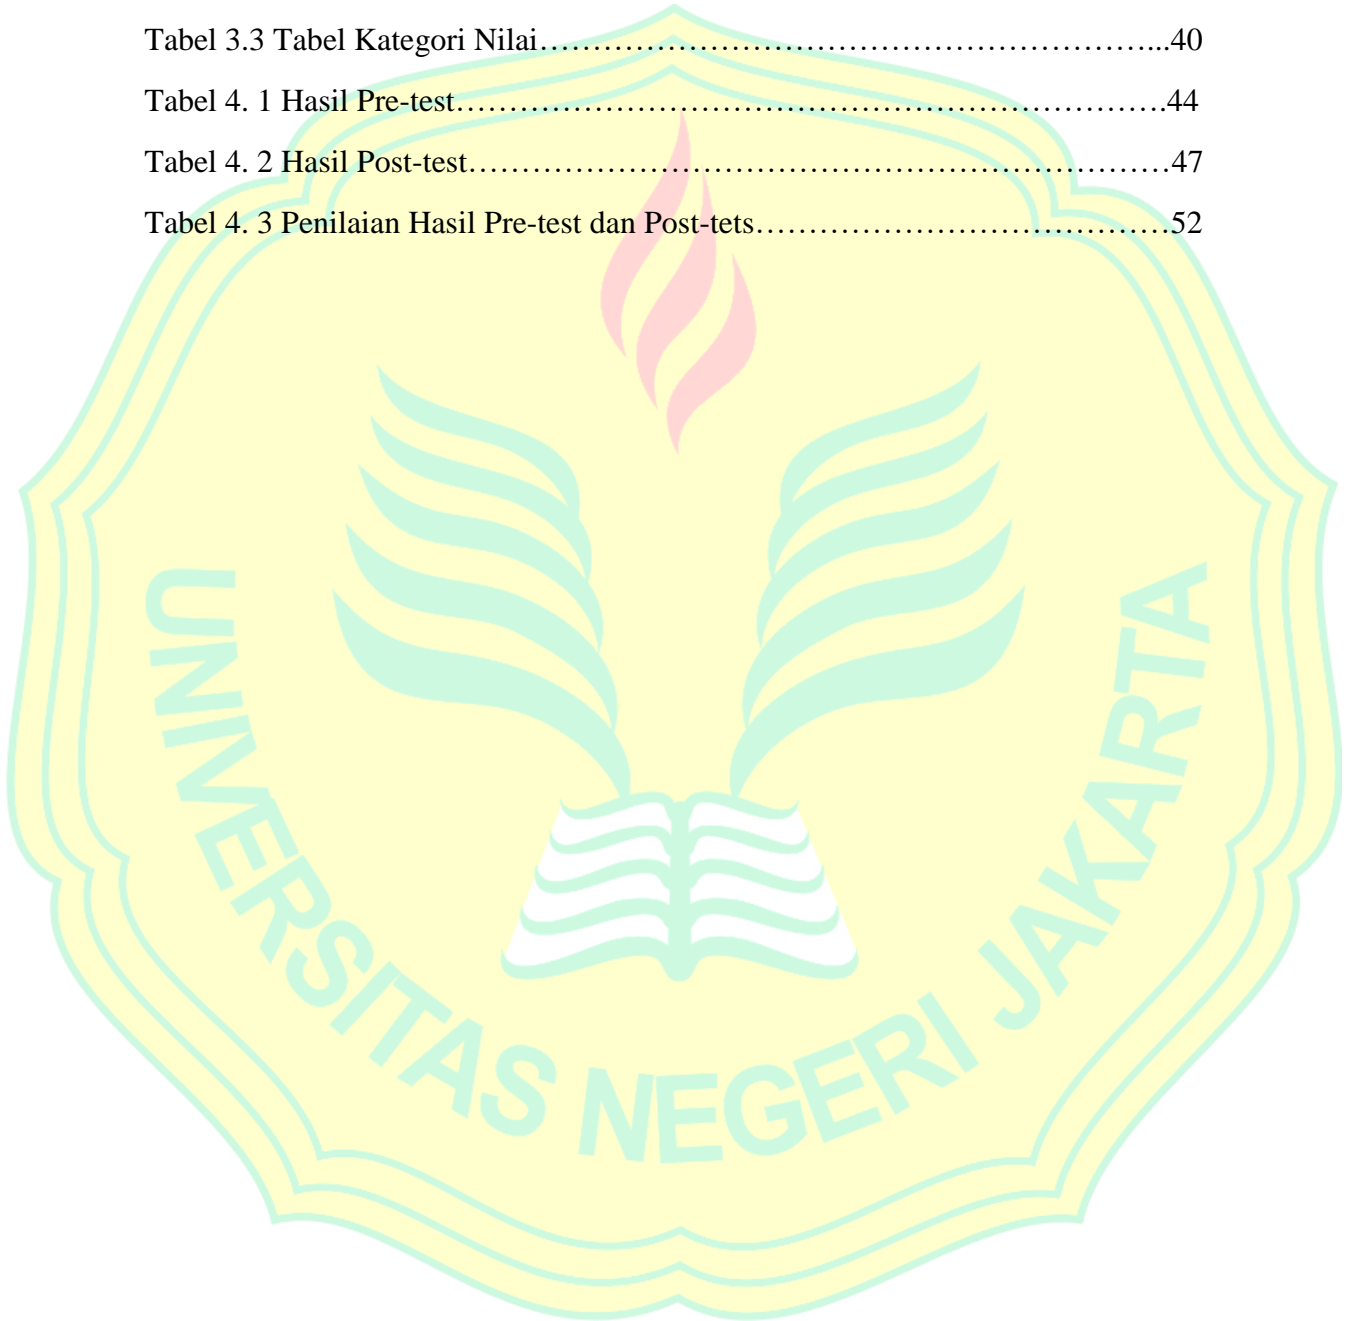 Tabel 3.3 Tabel Kategori Nilai…………………………………………………...40
Tabel 4. 1 Hasil Pre-test………………………………………………………….44
Tabel 4. 2 Hasil Post-test…………………………………………………………47
Tabel 4. 3 Penilaian Hasil Pre-test dan Post-tets…………………………………52
UNIVERSITAS NEGERI JAKARTA